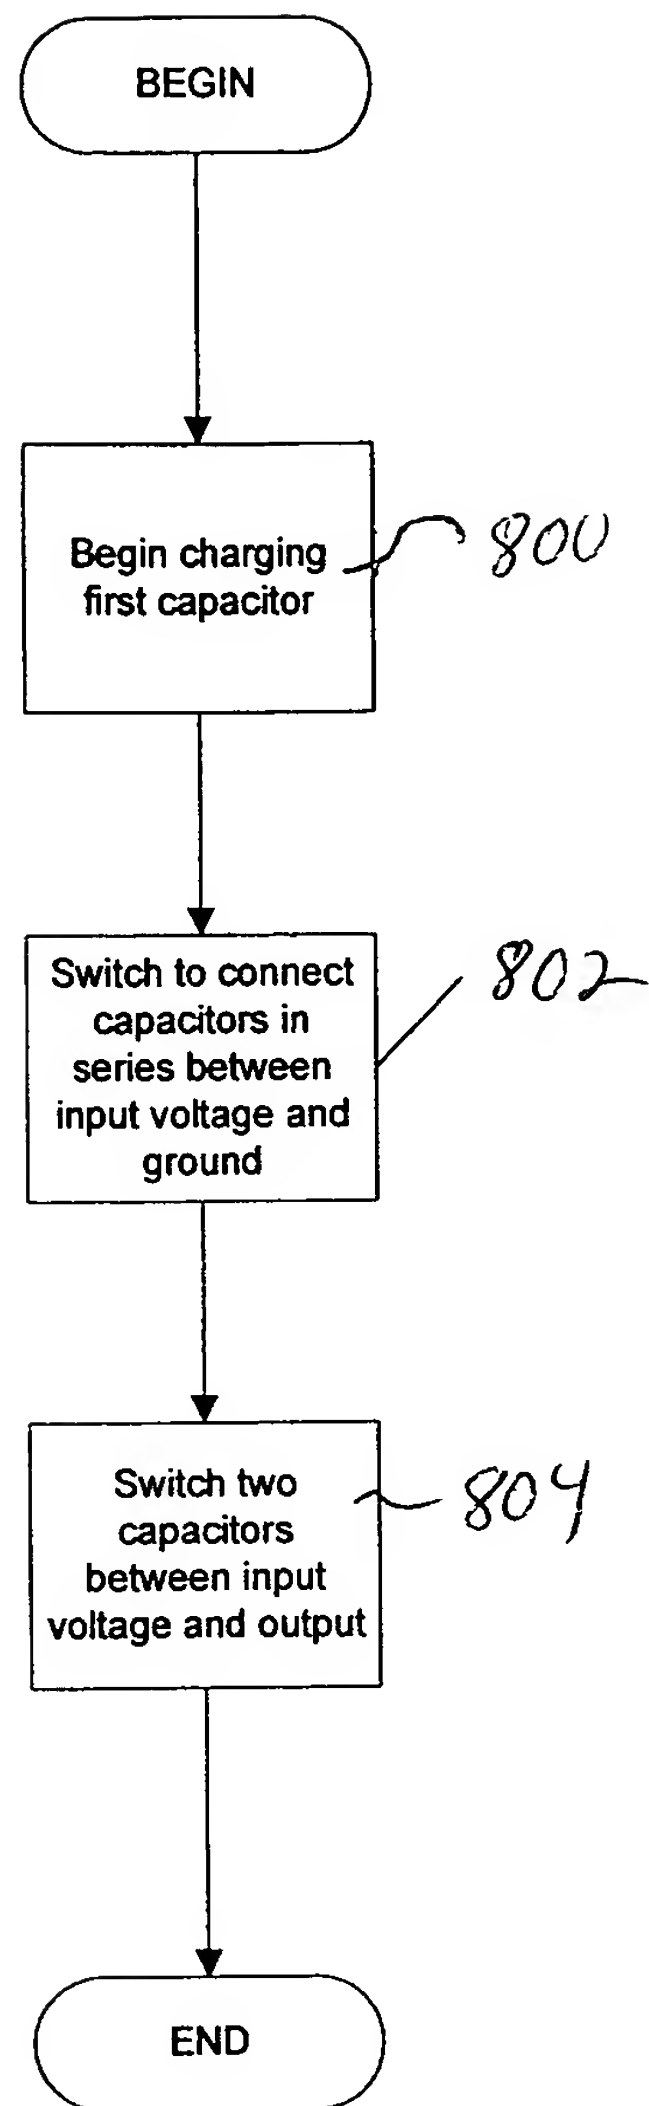 BEGIN
Begin charging
first capacitor
800
Switch to connect
capacitors in
series between
input voltage and
ground
802
Switch two
capacitors
between input
voltage and output
804
END